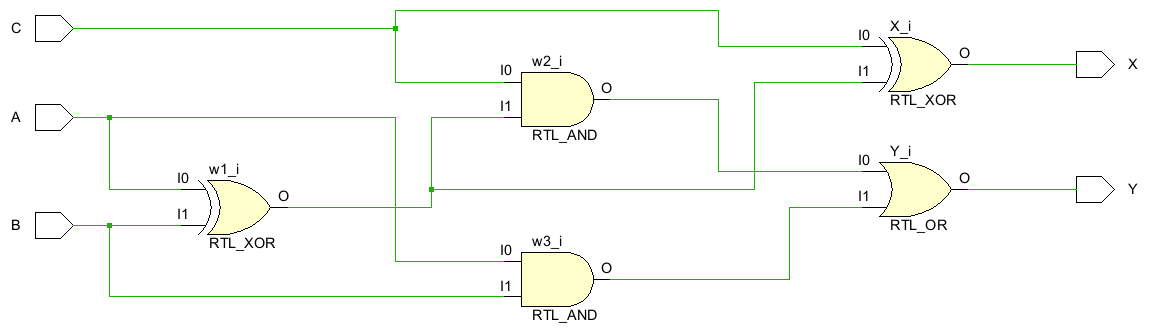 C
A
B
w1_i
I0
I1
O
RTL_XOR
w2_i
I0
I1
O
RTL_AND
w3_i
I0
I1
O
RTL_AND
X_i
I0
I1
O
RTL_XOR
X
Y_i
I0
I1
O
RTL_OR
Y